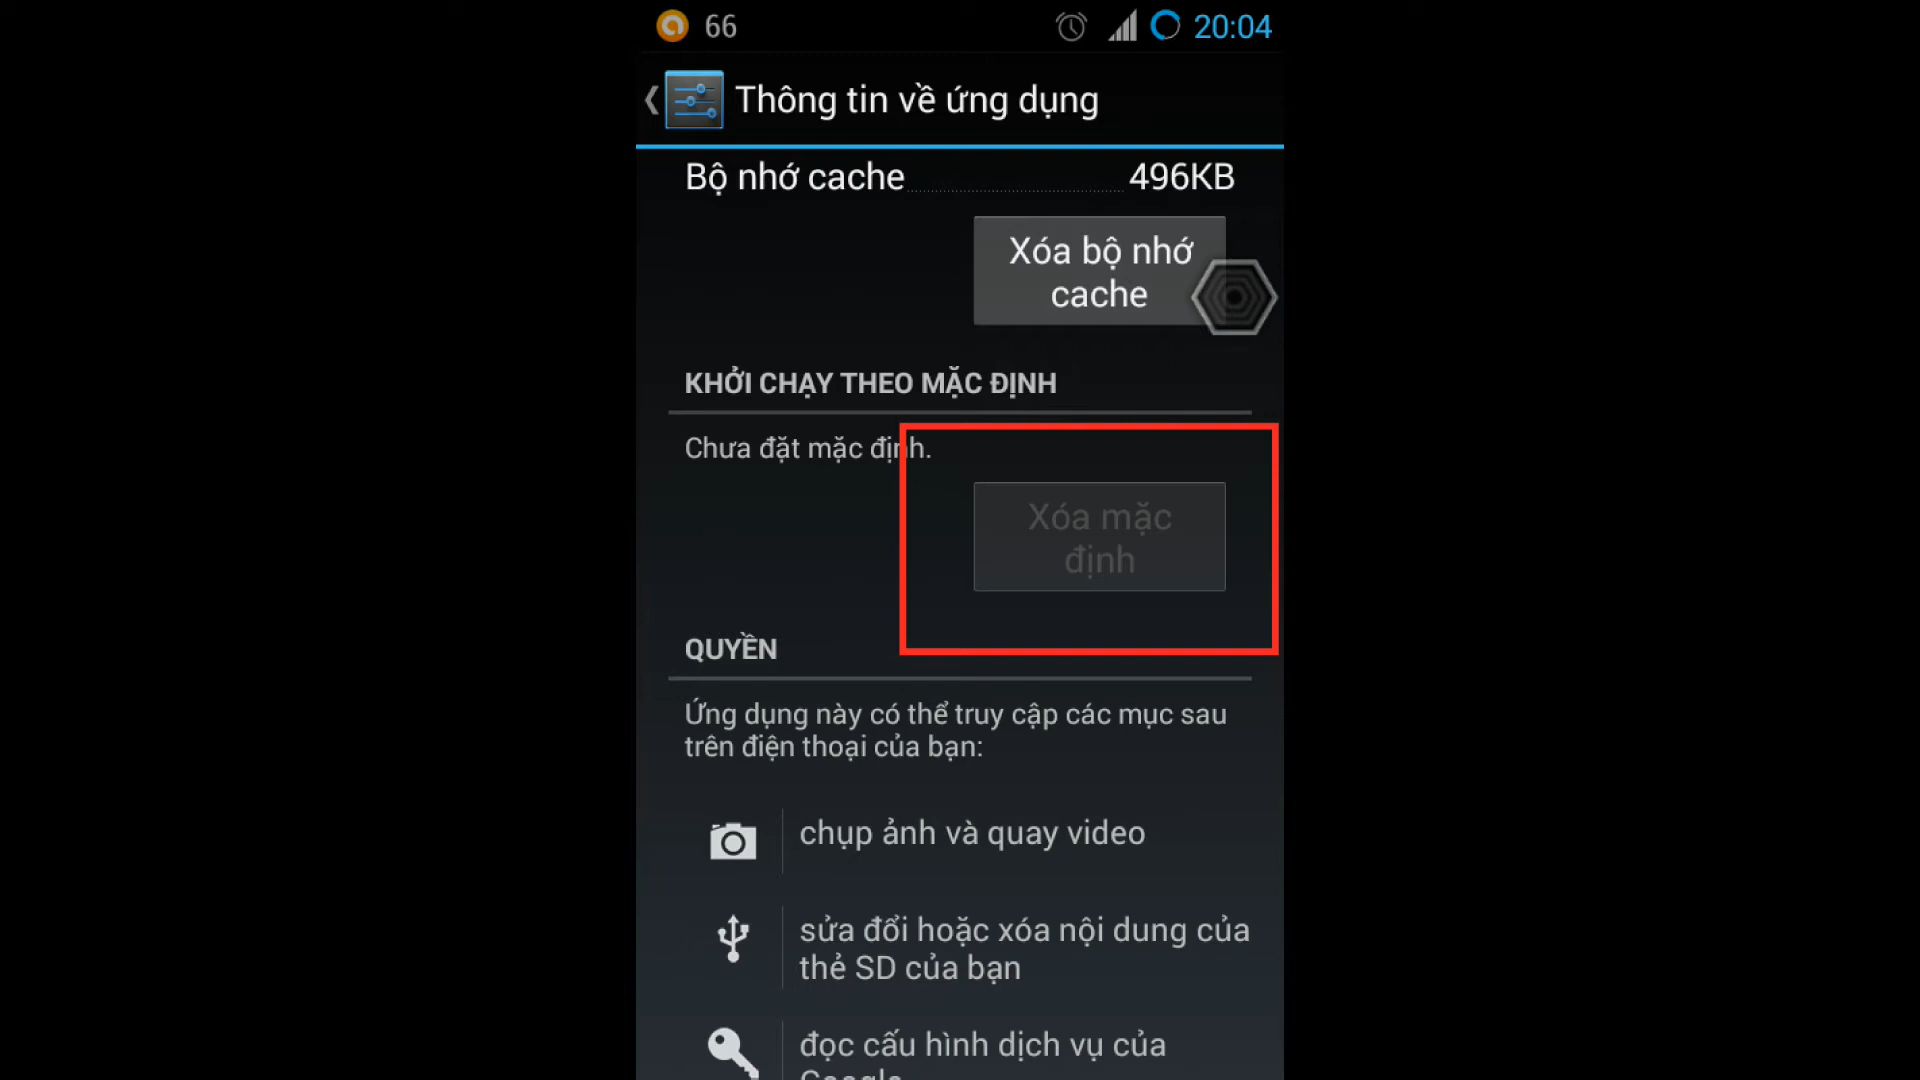 66
20:04
Thông tin về ứng dụng
Bộ nhớ cache 496KB
Xóa bộ nhớ
cache
KHỞI CHẠY THEO MẶC ĐỊNH
Chưa đặt mặc định.
Xóa mặc
định
QUYỀN
Ứng dụng này có thể truy cập các mục sau
trên điện thoại của bạn:
chụp ảnh và quay video
sửa đổi hoặc xóa nội dung của
thẻ SD của bạn
đọc cấu hình dịch vụ của
Google